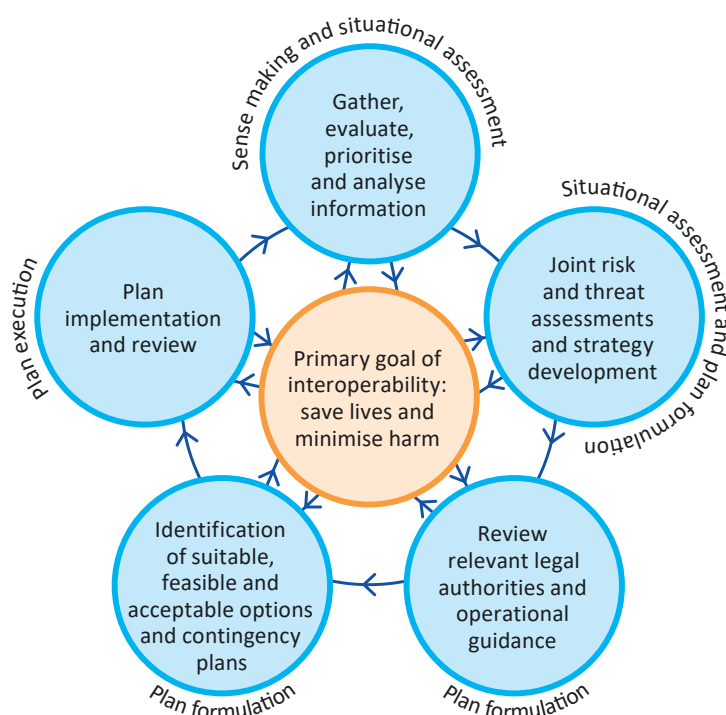 Sense making and situational assessment
Gather,
evaluate,
prioritise
and analyse
information
Situational assessment and plan formulation
Joint risk
and threat
assessments
and strategy
development
Plan execution
Plan
implementation
and review
Primary goal of
interoperability:
save lives and
minimise harm
Identification
of suitable,
feasible and
acceptable options
and contingency
plans
Plan formulation
Review
relevant legal
authorities and
operational
guidance
Plan formulation